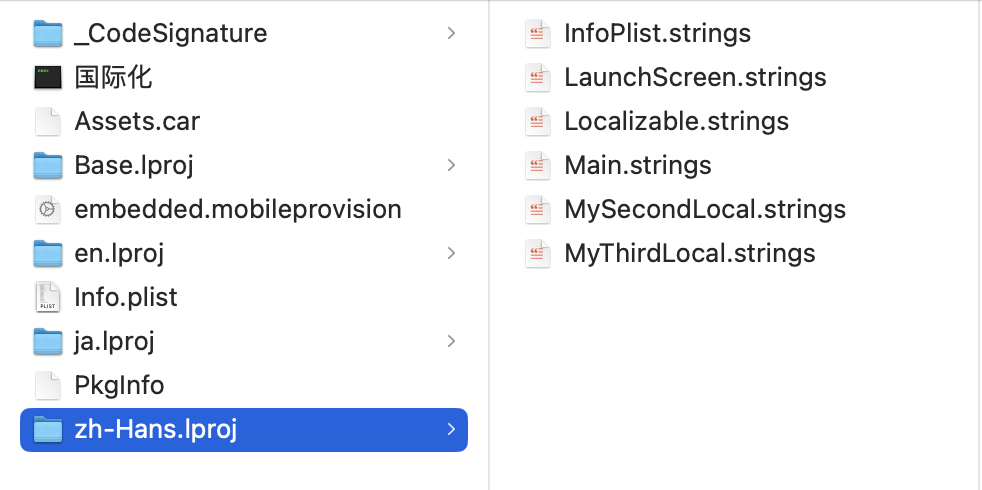 _CodeSignature
国际化
Assets.car
Base.lproj
embedded.mobileprovision
en.lproj
Info.plist
ja.lproj
PkgInfo
zh-Hans.lproj
InfoPlist.strings
LaunchScreen.strings
Localizable.strings
Main.strings
MySecondLocal.strings
MyThirdLocal.strings